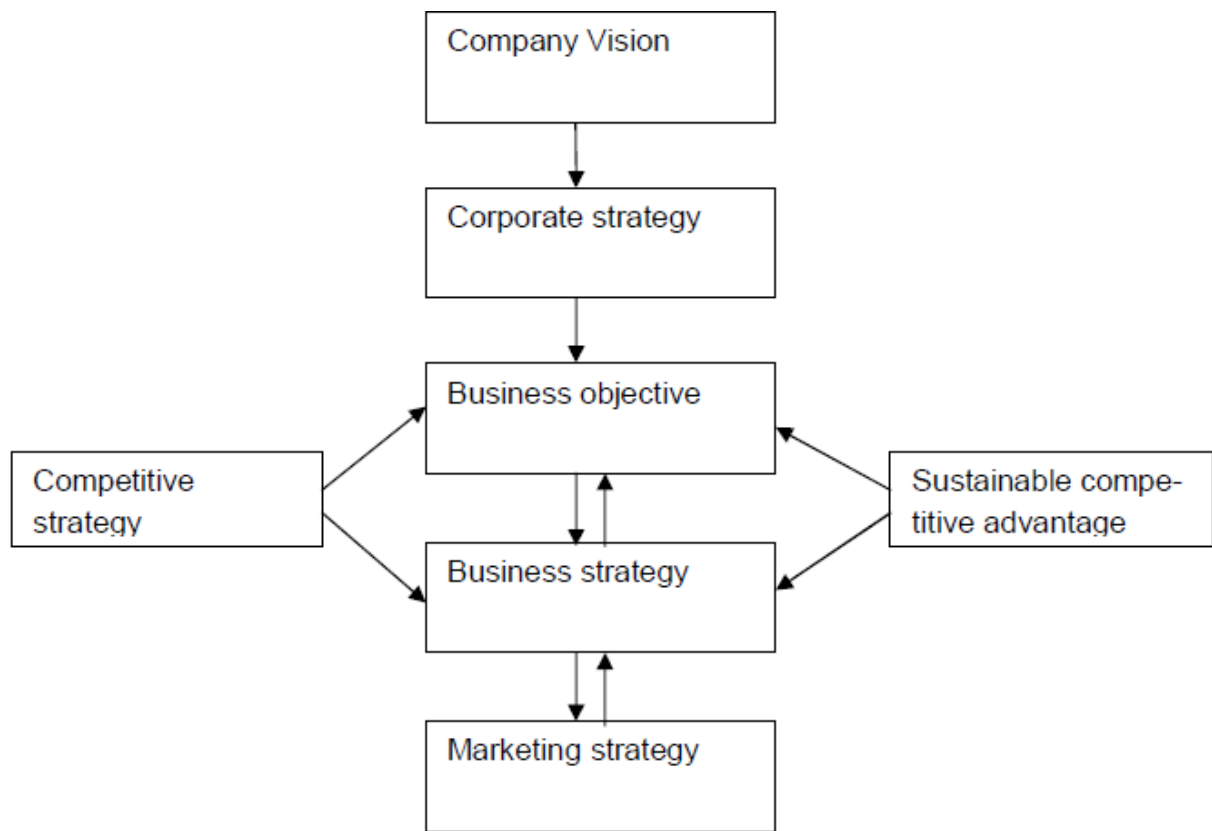 Company Vision
Corporate strategy
Business objective
Competitive
strategy
Sustainable compe-
titive advantage
Business strategy
Marketing strategy